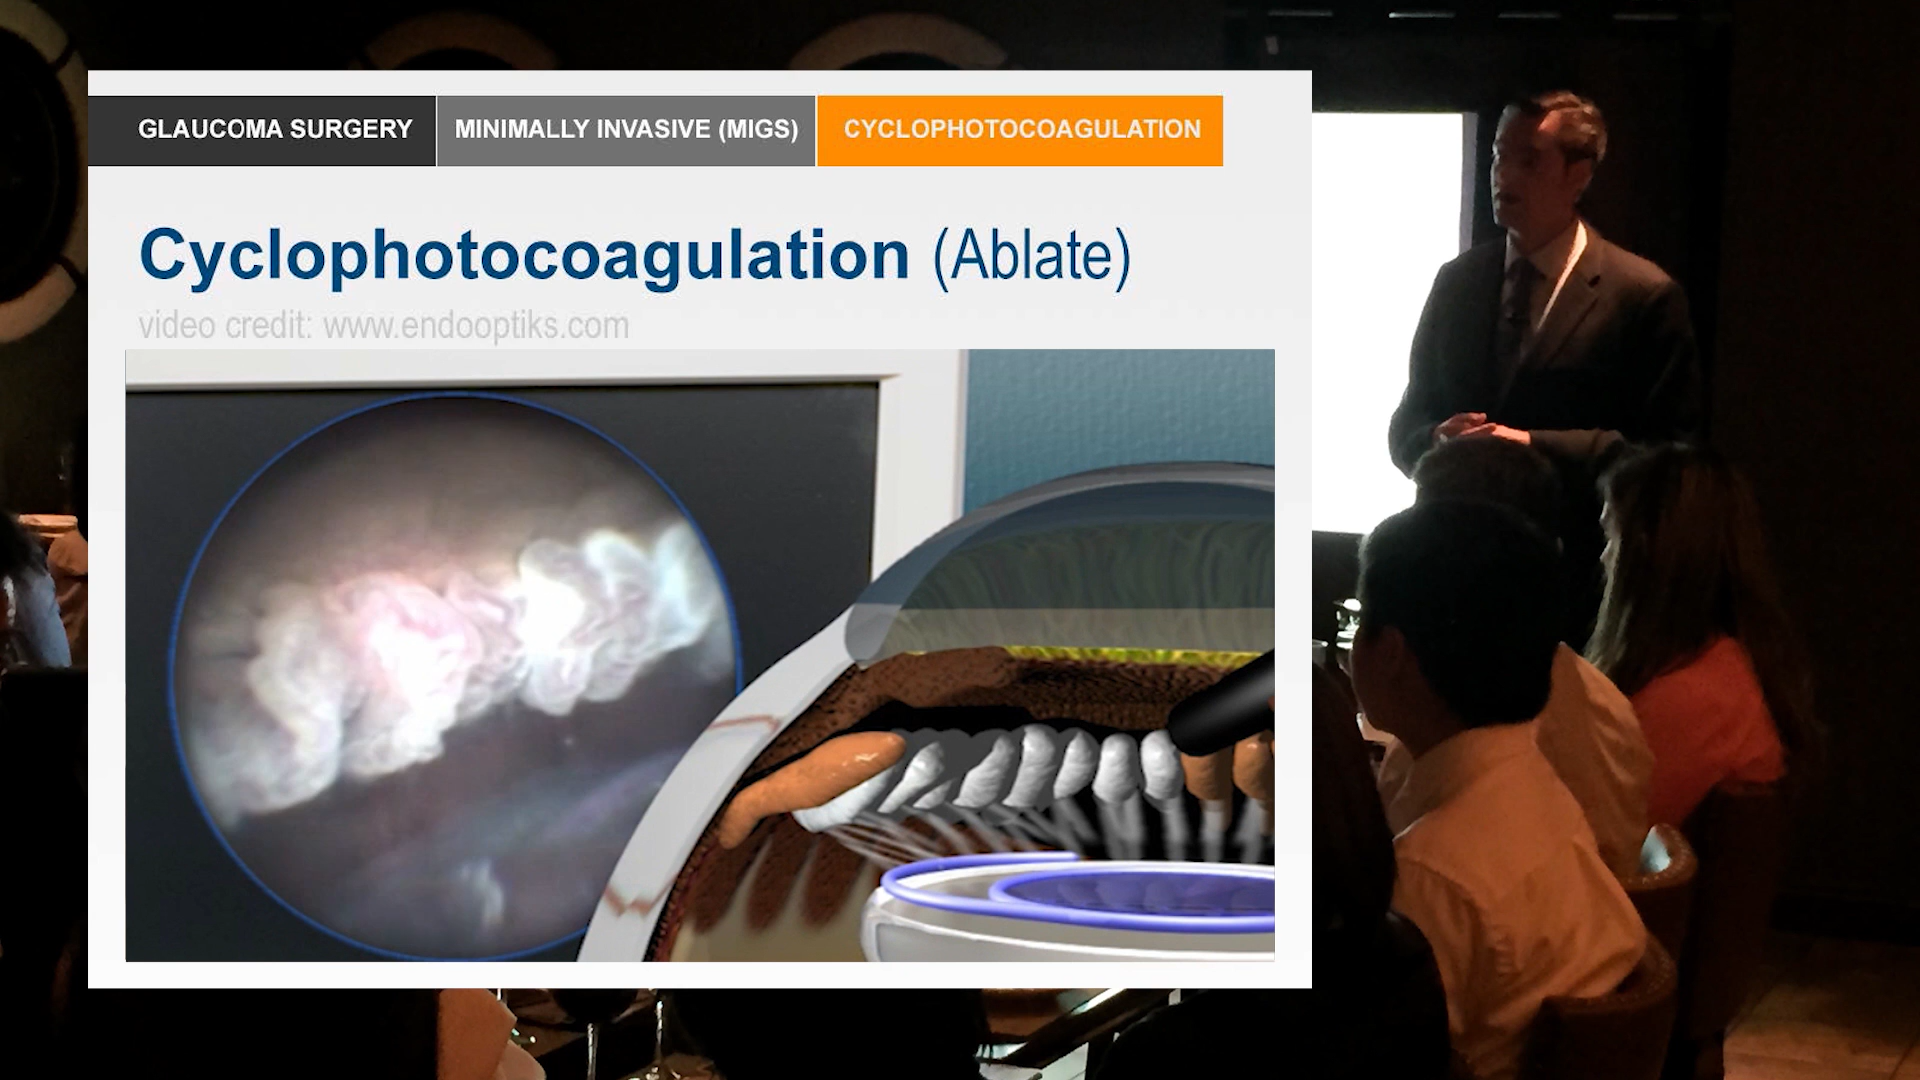 GLAUCOMA SURGERY MINIMALLY INVASIVE (MIGS) CYCLOPHOTOCOAGULATION
Cyclophotocoagulation (Ablate)
video credit: www.endooptiks.com